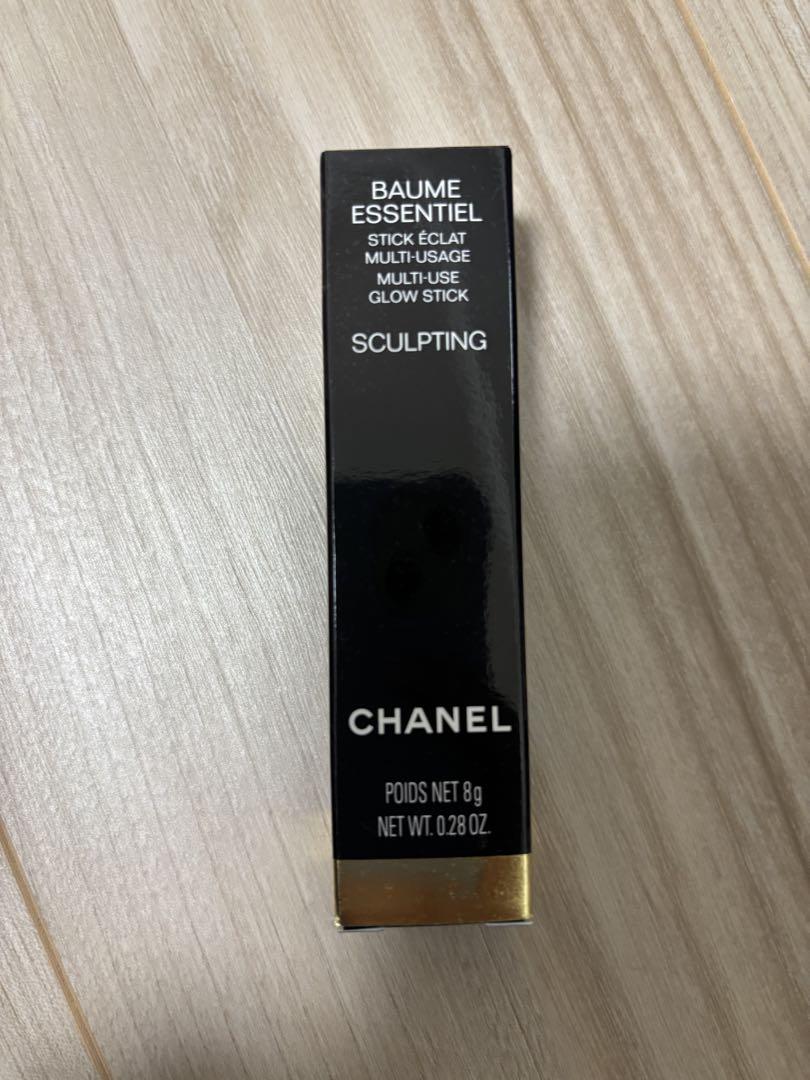 BAUME
ESSENTIEL
STICK ÉCLAT
MULTI-USAGE
MULTI-USE
GLOW STICK
SCULPTING
CHANEL
POIDS NET 8g
NET WT. 0.28 OZ.